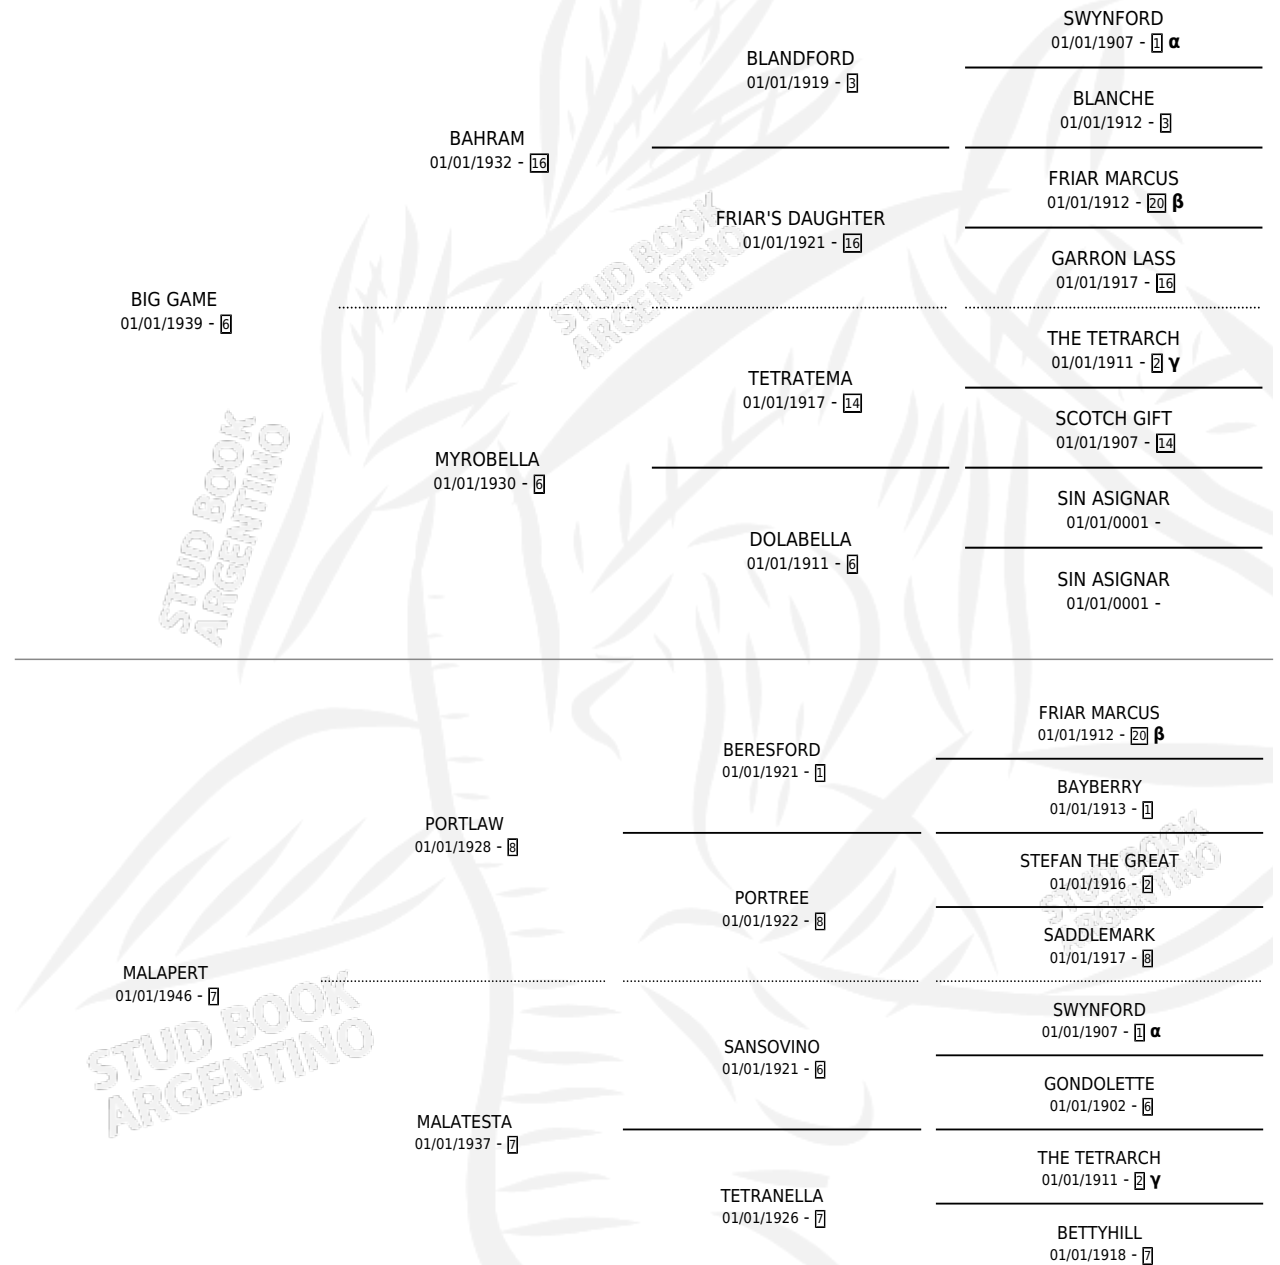 BIG GAME
01/01/1939 - 6
BAHRAM
01/01/1932 - 16
MYROBELLA
01/01/1930 - 6
BLANDFORD
01/01/1919 - 3
FRIAR'S DAUGHTER
01/01/1921 - 16
TETRATEMA
01/01/1917 - 14
DOLABELLA
01/01/1911 - 6
SWYNFORD
01/01/1907 - 1 α
BLANCHE
01/01/1912 - 3
FRIAR MARCUS
01/01/1912 - 20 β
GARRON LASS
01/01/1917 - 16
THE TETRARCH
01/01/1911 - 2 γ
SCOTCH GIFT
01/01/1907 - 14
SIN ASIGNAR
01/01/0001 -
SIN ASIGNAR
01/01/0001 -
MALAPERT
01/01/1946 - 7
PORTLAW
01/01/1928 - 8
MALATESTA
01/01/1937 - 7
BERESFORD
01/01/1921 - 1
PORTREE
01/01/1922 - 8
SANSOVINO
01/01/1921 - 6
TETRANELLA
01/01/1926 - 7
FRIAR MARCUS
01/01/1912 - 20 β
BAYBERRY
01/01/1913 - 1
STEFAN THE GREAT
01/01/1916 - 2
SADDLEMARK
01/01/1917 - 8
SWYNFORD
01/01/1907 - 1 α
GONDOLETTE
01/01/1902 - 6
THE TETRARCH
01/01/1911 - 2 γ
BETTYHILL
01/01/1918 - 7
STUD BOOK
ARGENTINO
STUD BOOK
ARGENTINO
STUD BOOK
ARGENTINO
STUD BOOK
ARGENTINO